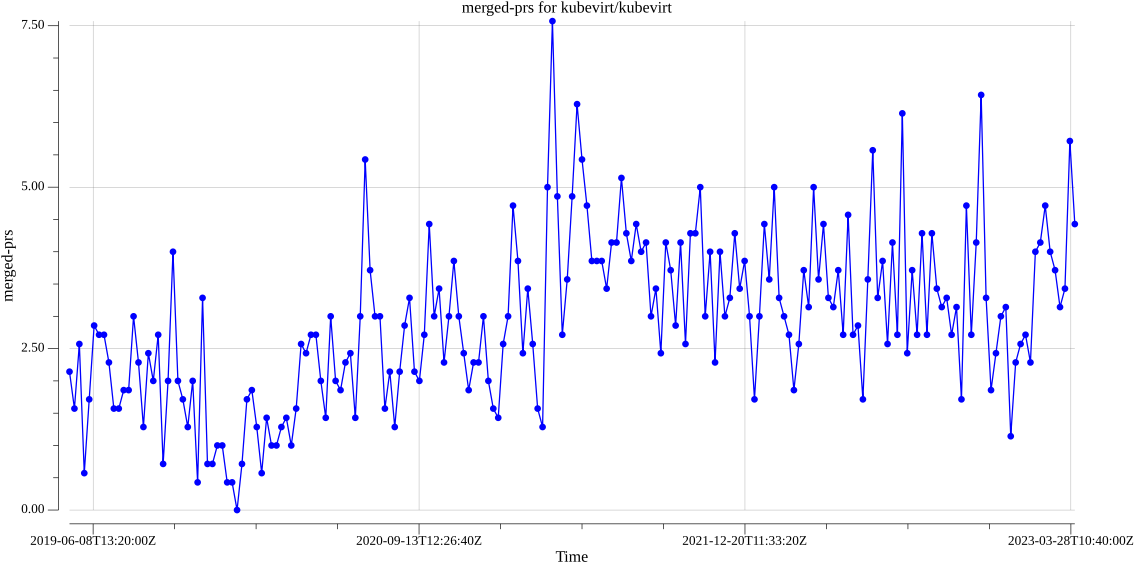 merged-prs for kubevirt/kubevirt
7.50
5.00
2.50
0.00
merged-prs
2019-06-08T13:20:00Z
2020-09-13T12:26:40Z
2021-12-20T11:33:20Z
2023-03-28T10:40:00Z
Time